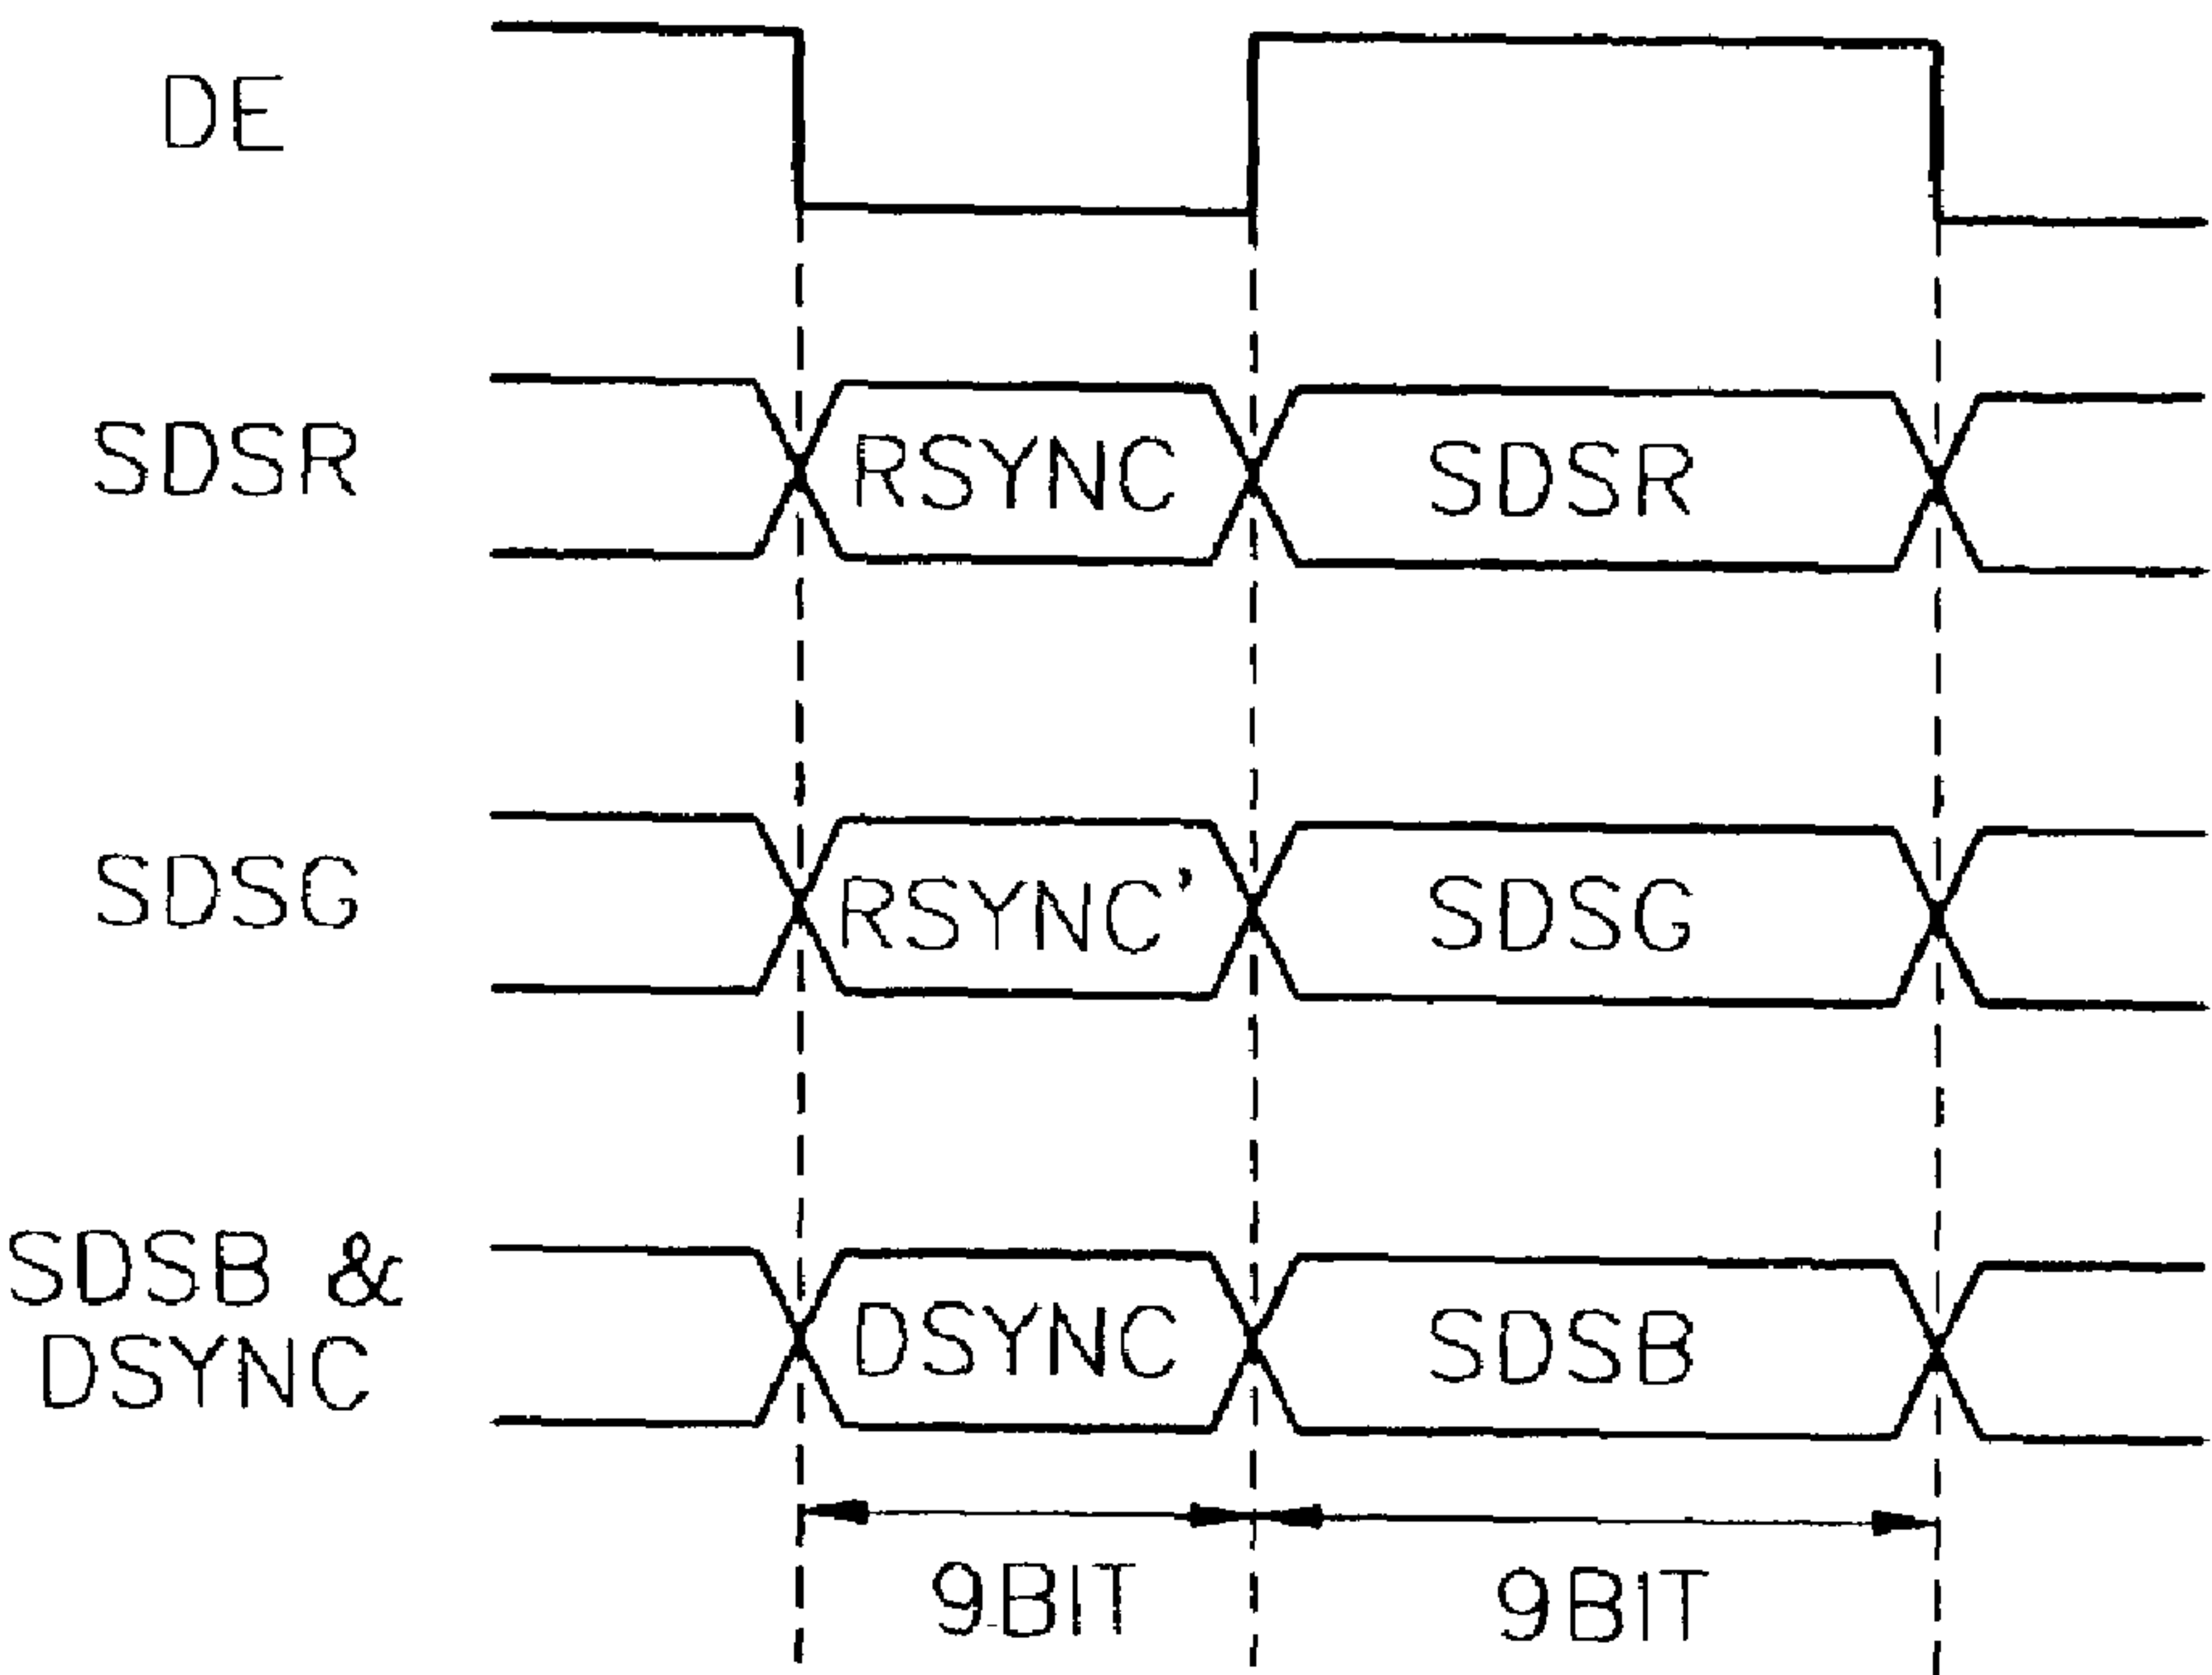 DE
SDSR
RSYNC
SDSR
SDSG
RSYNC'
SDSG
SDSB &
DSYNC
DSYNC
SDSB
9BIT
9BIT